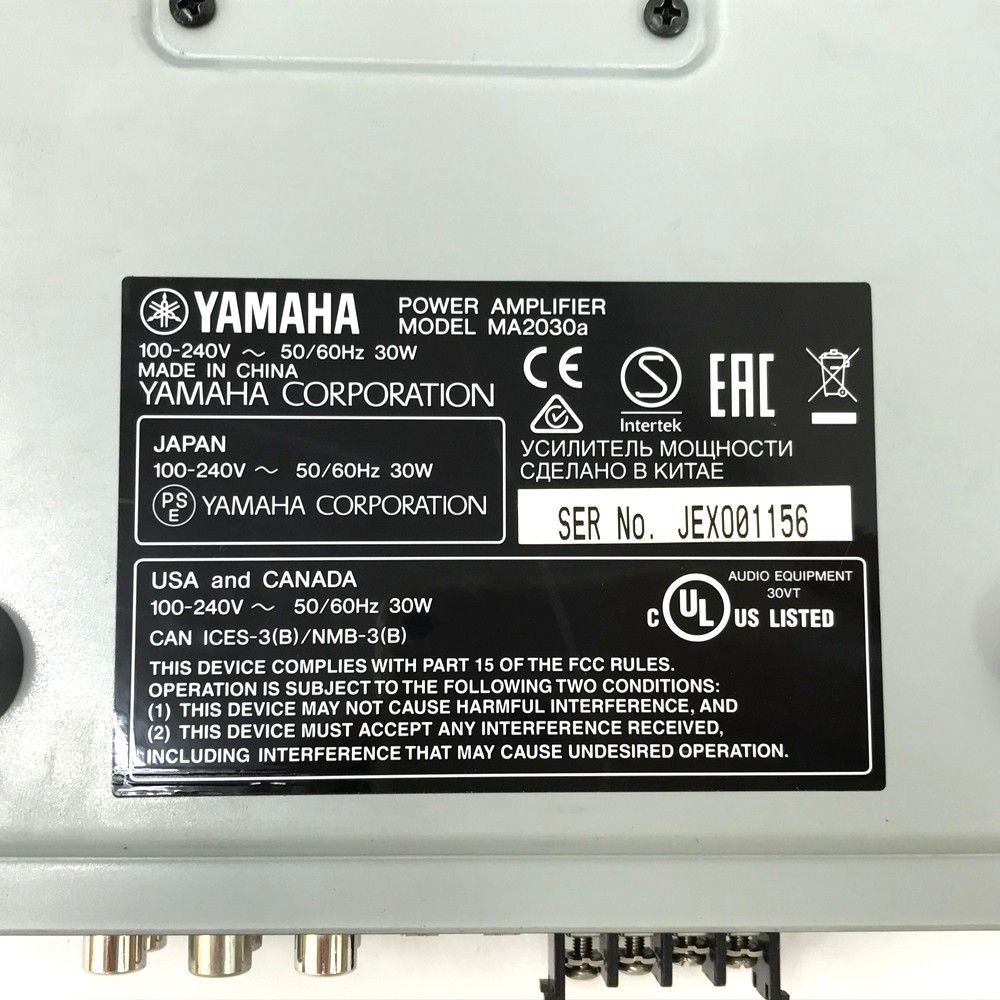 YAMAHA
POWER AMPLIFIER
MODEL MA2030a
100-240V ～ 50/60Hz 30W
MADE IN CHINA
YAMAHA CORPORATION
CE
S
Intertek
EAC
УСИЛИТЕЛЬ МОЩНОСТИ
СДЕЛАНО В КИТАЕ
JAPAN
100-240V ～ 50/60Hz 30W
PSE YAMAHA CORPORATION
SER No. JEX001156
USA and CANADA
100-240V ～ 50/60Hz 30W
CAN ICES-3(B)/NMB-3(B)
AUDIO EQUIPMENT
30VT
C UL US LISTED
THIS DEVICE COMPLIES WITH PART 15 OF THE FCC RULES.
OPERATION IS SUBJECT TO THE FOLLOWING TWO CONDITIONS:
(1) THIS DEVICE MAY NOT CAUSE HARMFUL INTERFERENCE, AND
(2) THIS DEVICE MUST ACCEPT ANY INTERFERENCE RECEIVED,
INCLUDING INTERFERENCE THAT MAY CAUSE UNDESIRED OPERATION.